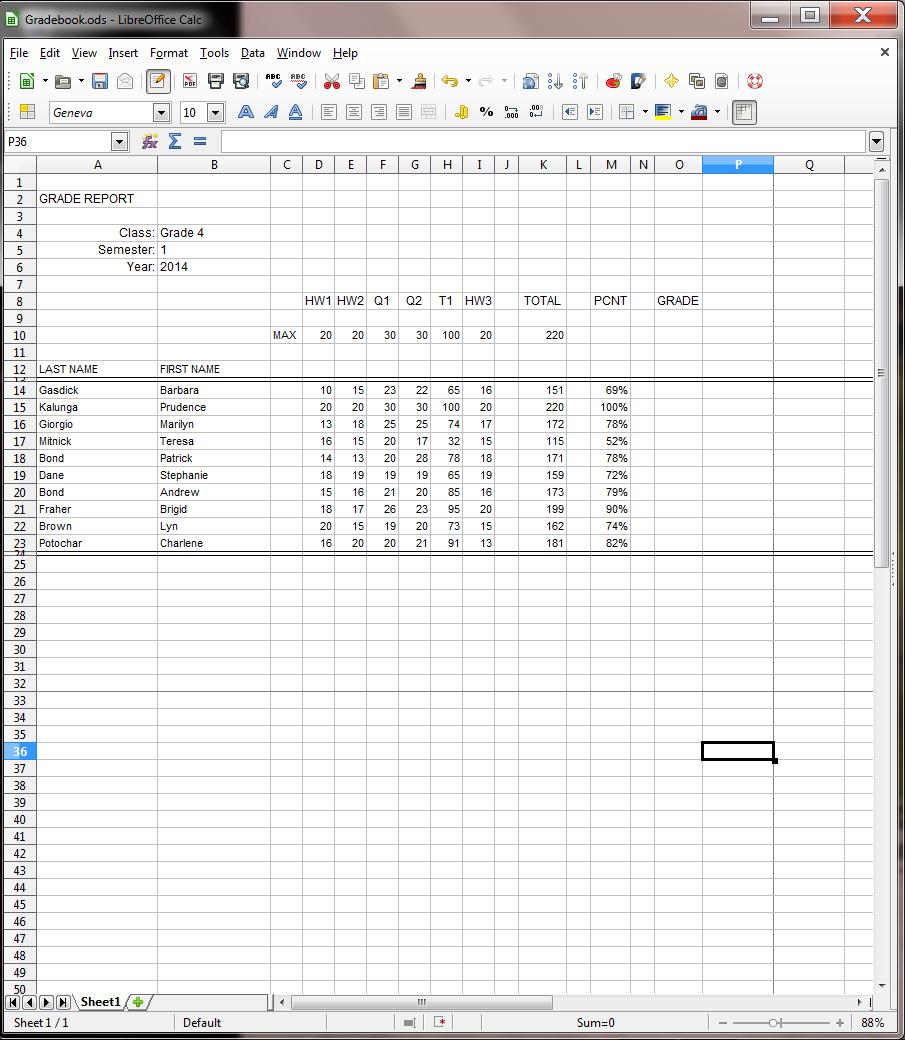 Gradebook.ods - LibreOffice Calc
File Edit View Insert Format Tools Data Window Help
Geneva 10
P36
A B C D E F G H I J K L M N O P Q
1
2 GRADE REPORT
3
4 Class: Grade 4
5 Semester: 1
6 Year: 2014
7
8 HW1 HW2 Q1 Q2 T1 HW3 TOTAL PCNT GRADE
9
10 MAX 20 20 30 30 100 20 220
11
12 LAST NAME FIRST NAME
13
14 Gasdick Barbara 10 15 23 22 65 16 151 69%
15 Kalunga Prudence 20 20 30 30 100 20 220 100%
16 Giorgio Marilyn 13 18 25 25 74 17 172 78%
17 Mitnick Teresa 16 15 20 17 32 15 115 52%
18 Bond Patrick 14 13 20 28 78 18 171 78%
19 Dane Stephanie 18 19 19 19 65 19 159 72%
20 Bond Andrew 15 16 21 20 85 16 173 79%
21 Fraher Brigid 18 17 26 23 95 20 199 90%
22 Brown Lyn 20 15 19 20 73 15 162 74%
23 Potochar Charlene 16 20 20 21 91 13 181 82%
24
25
26
27
28
29
30
31
32
33
34
35
36
37
38
39
40
41
42
43
44
45
46
47
48
49
50
Sheet1
Sheet 1 / 1 Default Sum=0 88%